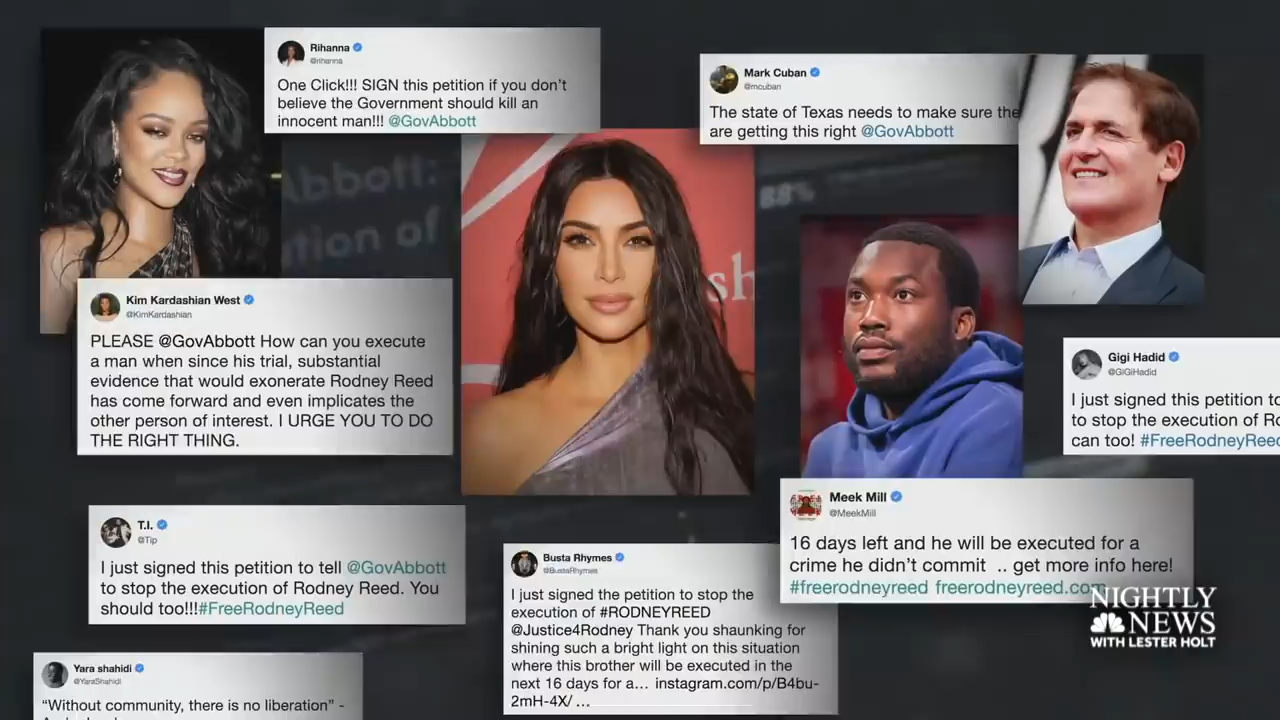 Rihanna
@rihanna
One Click!!! SIGN this petition if you don't
believe the Government should kill an
innocent man!!! @GovAbbott
Mark Cuban
@mcuban
The state of Texas needs to make sure the
are getting this right @GovAbbott
Abbott:
tion of
88%
sh
Kim Kardashian West
@KimKardashian
PLEASE @GovAbbott How can you execute
a man when since his trial, substantial
evidence that would exonerate Rodney Reed
has come forward and even implicates the
other person of interest. I URGE YOU TO DO
THE RIGHT THING.
Gigi Hadid
@GiGiHadid
I just signed this petition to
to stop the execution of Ro
can too! #FreeRodneyReed
T.I.
@Tip
I just signed this petition to tell @GovAbbott
to stop the execution of Rodney Reed. You
should too!!!#FreeRodneyReed
Meek Mill
@MeekMill
16 days left and he will be executed for a
crime he didn't commit .. get more info here!
#freerodneyreed freerodneyreed.com
Busta Rhymes
@BustaRhymes
I just signed the petition to stop the
execution of #RODNEYREED
@Justice4Rodney Thank you shaunking for
shining such a bright light on this situation
where this brother will be executed in the
next 16 days for a... instagram.com/p/B4bu-
2mH-4X/ ...
Yara shahidi
@YaraShahidi
“Without community, there is no liberation” -
NIGHTLY
NEWS
WITH LESTER HOLT